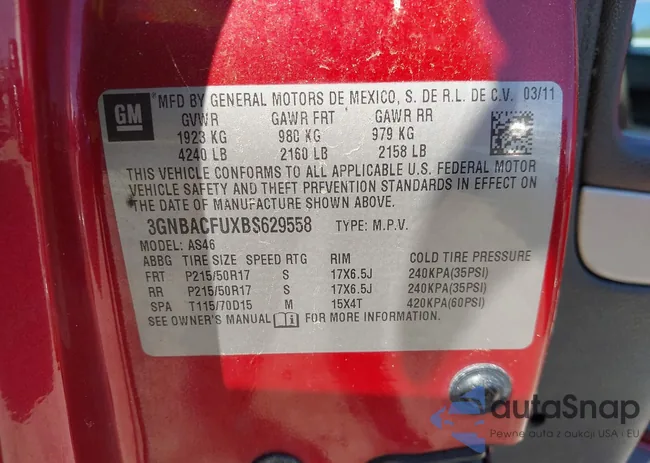 GM MFD BY GENERAL MOTORS DE MEXICO, S. DE R.L. DE C.V. 03/11
GVWR GAWR FRT GAWR RR
1923 KG 980 KG 979 KG
4240 LB 2160 LB 2158 LB
THIS VEHICLE CONFORMS TO ALL APPLICABLE U.S. FEDERAL MOTOR
VEHICLE SAFETY AND THEFT PREVENTION STANDARDS IN EFFECT ON
THE DATE OF MANUFACTURE SHOWN ABOVE.
3GNBACFUXBS629558 TYPE: M.P.V.
MODEL: AS46
ABBG TIRE SIZE SPEED RTG RIM COLD TIRE PRESSURE
FRT P215/50R17 S 17X6.5J 240KPA(35PSI)
RR P215/50R17 S 17X6.5J 240KPA(35PSI)
SPA T115/70D15 M 15X4T 420KPA(60PSI)
SEE OWNER'S MANUAL FOR MORE INFORMATION.
autaSnap
Pewne auta z aukcji USA i EU